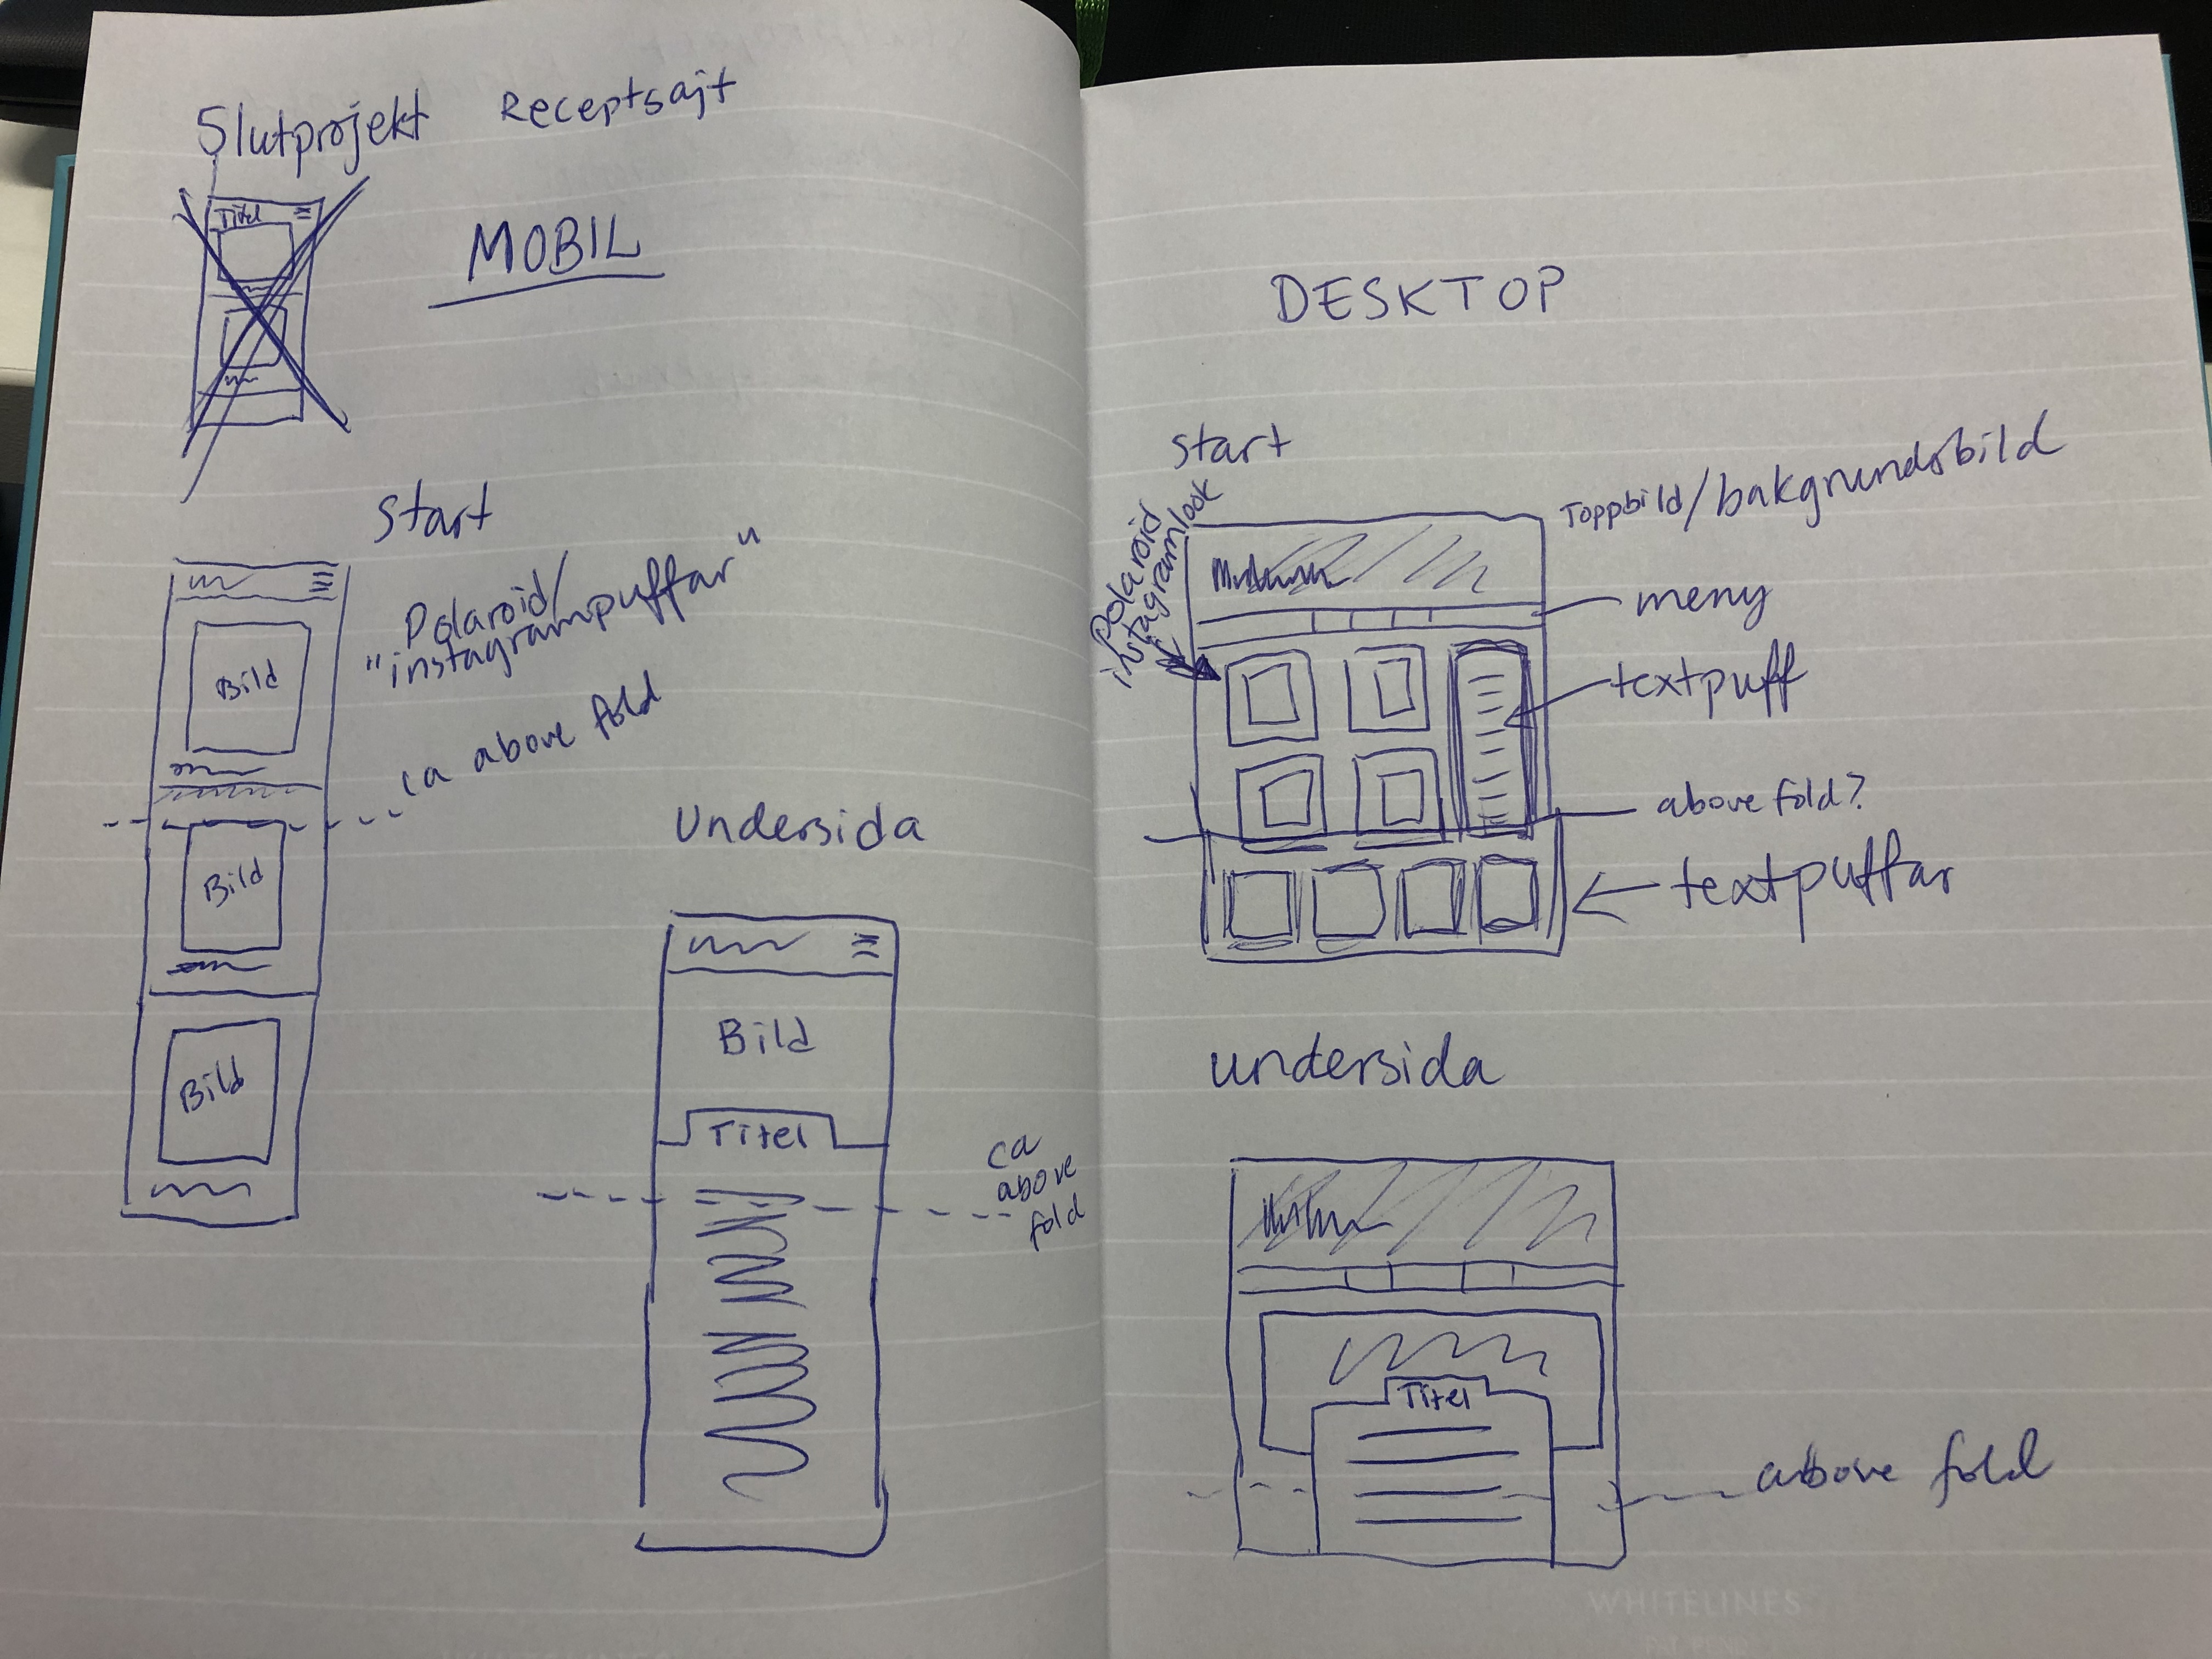 Slutprojekt Receptsajt
Titel
MOBIL
Start
Polaroid/
"instagrampuffar"
Bild
ca above fold
Bild
Bild
Undersida
Bild
Titel
ca
above
fold
DESKTOP
Start
Toppbild/bakgrundsbild
Polaroid
instagramlook
meny
textpuff
above fold?
textpuffar
undersida
Titel
above fold
WHITELINES